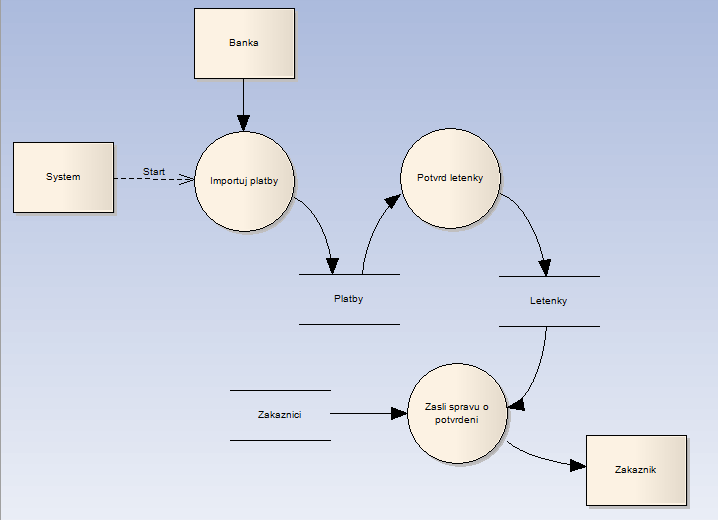 Banka
System
Start
Importuj platby
Potvrd letenky
Platby
Letenky
Zakaznici
Zasli spravu o
potvrdeni
Zakaznik